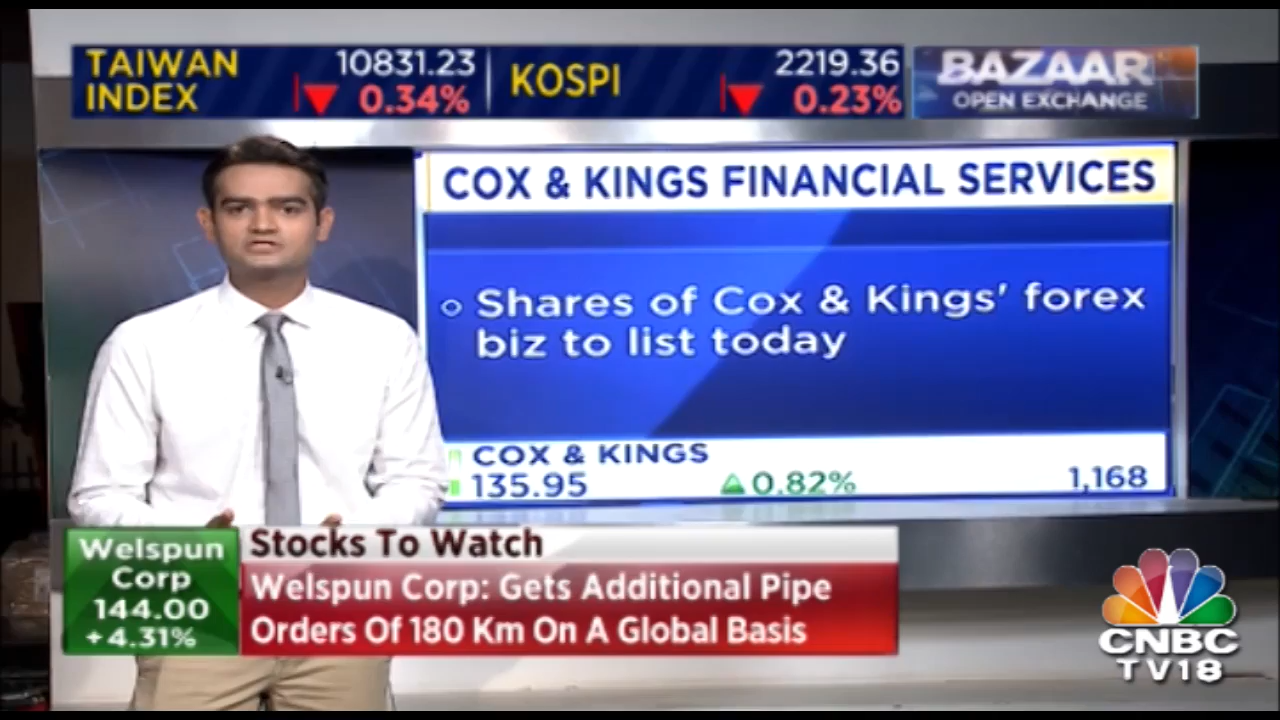 TAIWAN
INDEX
10831.23
0.34%
KOSPI
2219.36
0.23%
BAZAAR
OPEN EXCHANGE
COX & KINGS FINANCIAL SERVICES
Shares of Cox & Kings' forex
biz to list today
COX & KINGS
135.95
0.82%
1,168
Welspun
Corp
144.00
+4.31%
Stocks To Watch
Welspun Corp: Gets Additional Pipe
Orders Of 180 Km On A Global Basis
CNBC
TV18